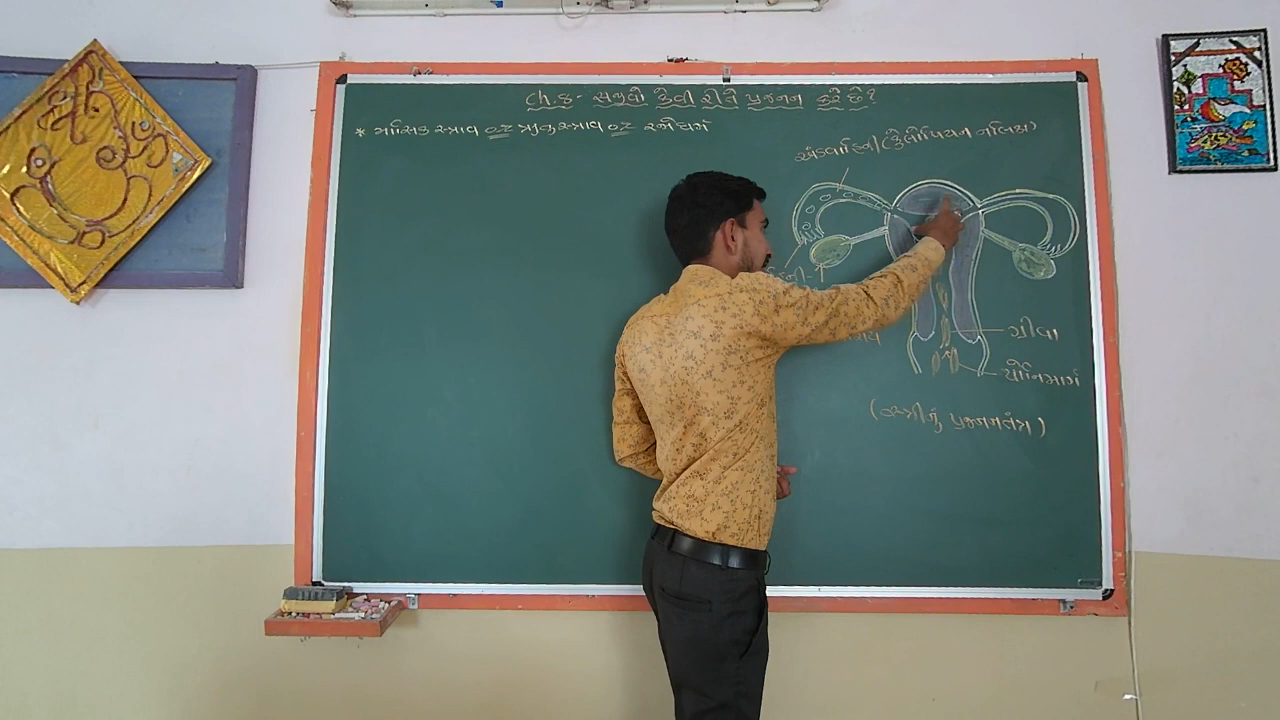 Ch.8- સજીવો કેવી રીતે પ્રજનન કરે છે?
* માસિક સ્ત્રાવ or ઋતુસ્ત્રાવ or રજોધર્મ
અંડવાહિની/(ફેલોપિયન નલિકા)
ગ્રીવા
યોનિમાર્ગ
(સ્ત્રીનું પ્રજનનતંત્ર)